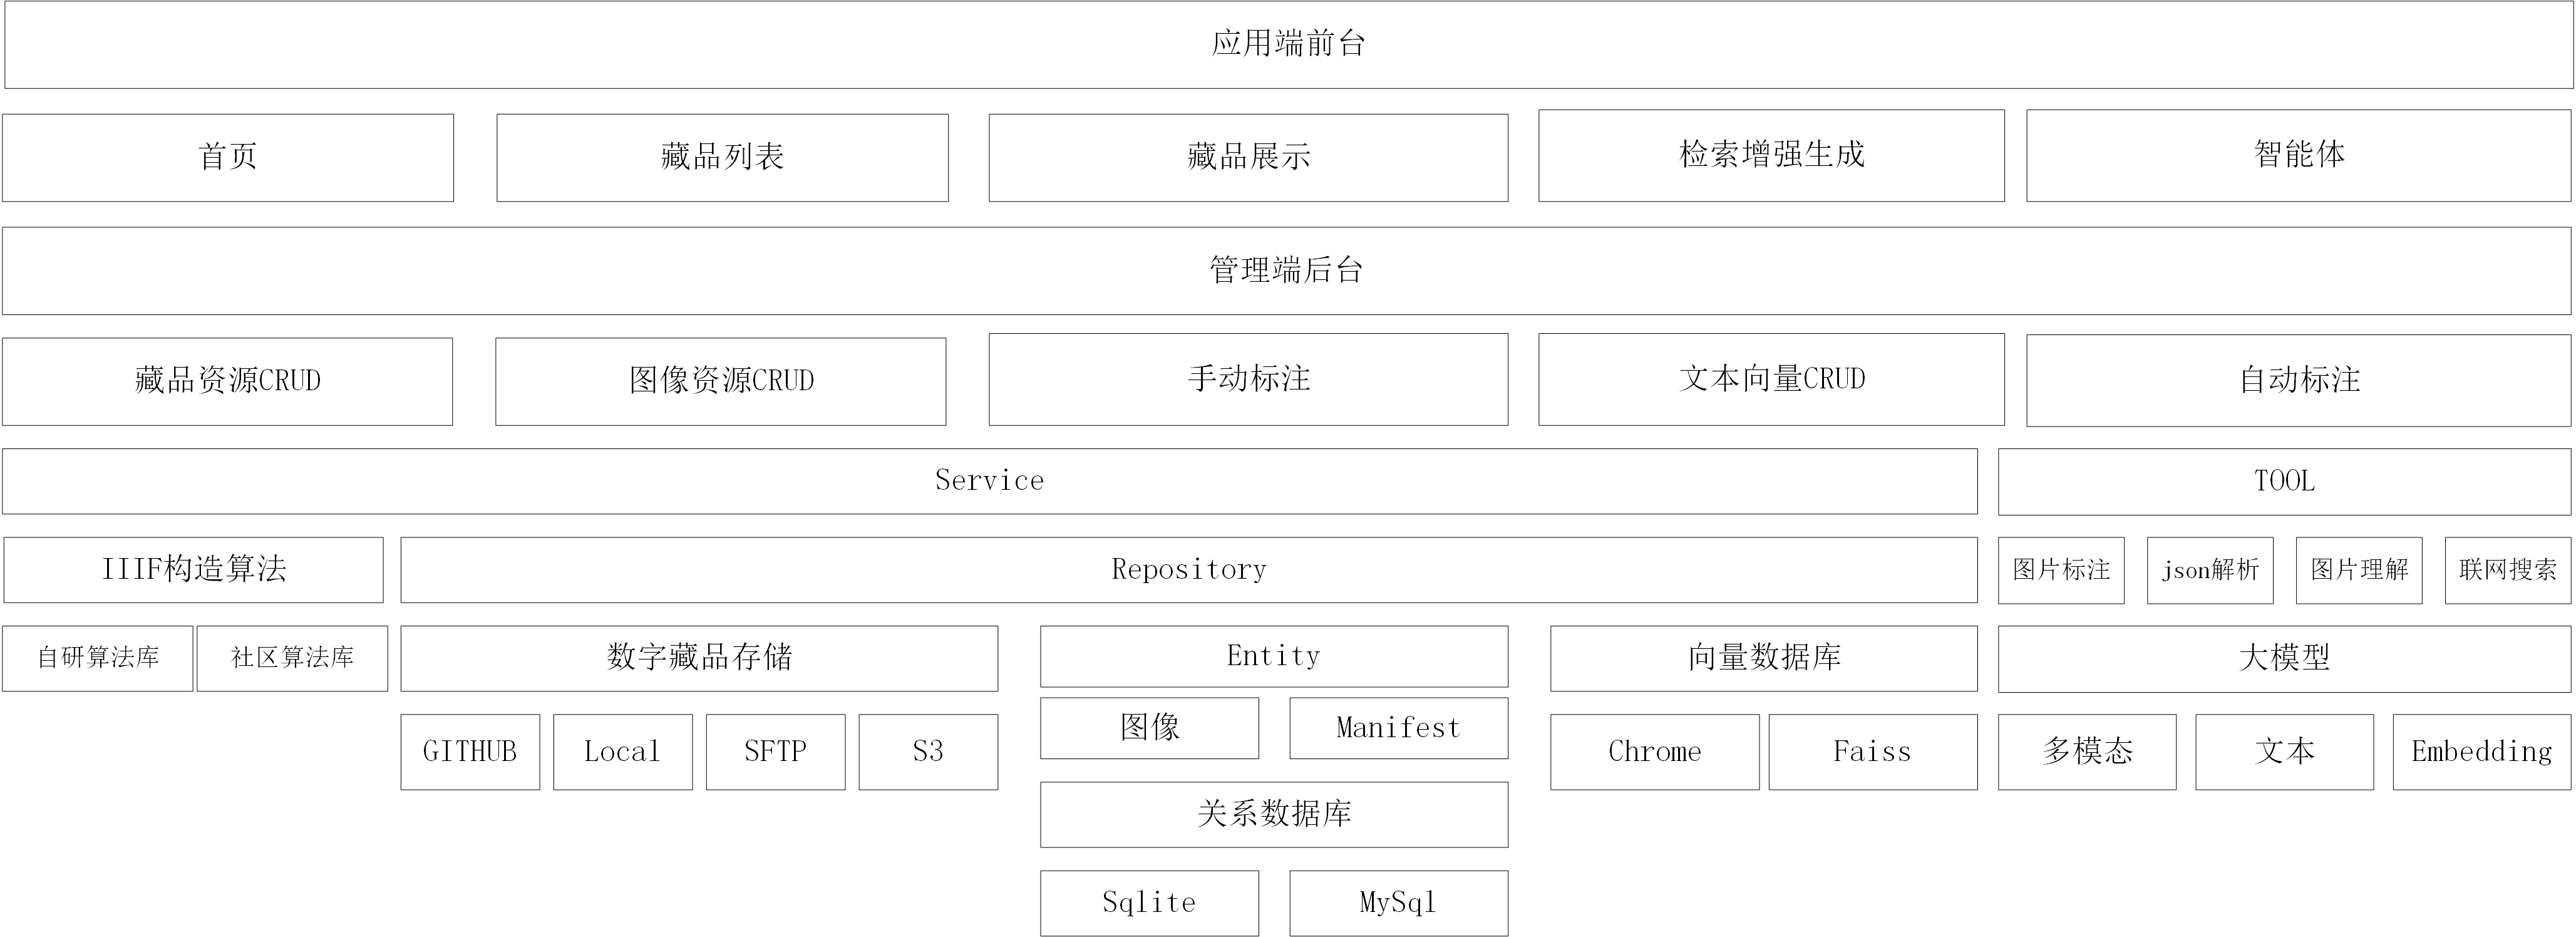 应用端前台
首页
藏品列表
藏品展示
检索增强生成
智能体
管理端后台
藏品资源CRUD
图像资源CRUD
手动标注
文本向量CRUD
自动标注
Service
TOOL
IIIF构造算法
Repository
图片标注
json解析
图片理解
联网搜索
自研算法库
社区算法库
数字藏品存储
Entity
向量数据库
大模型
图像
Manifest
GITHUB
Local
SFTP
S3
Chrome
Faiss
多模态
文本
Embedding
关系数据库
Sqlite
MySql